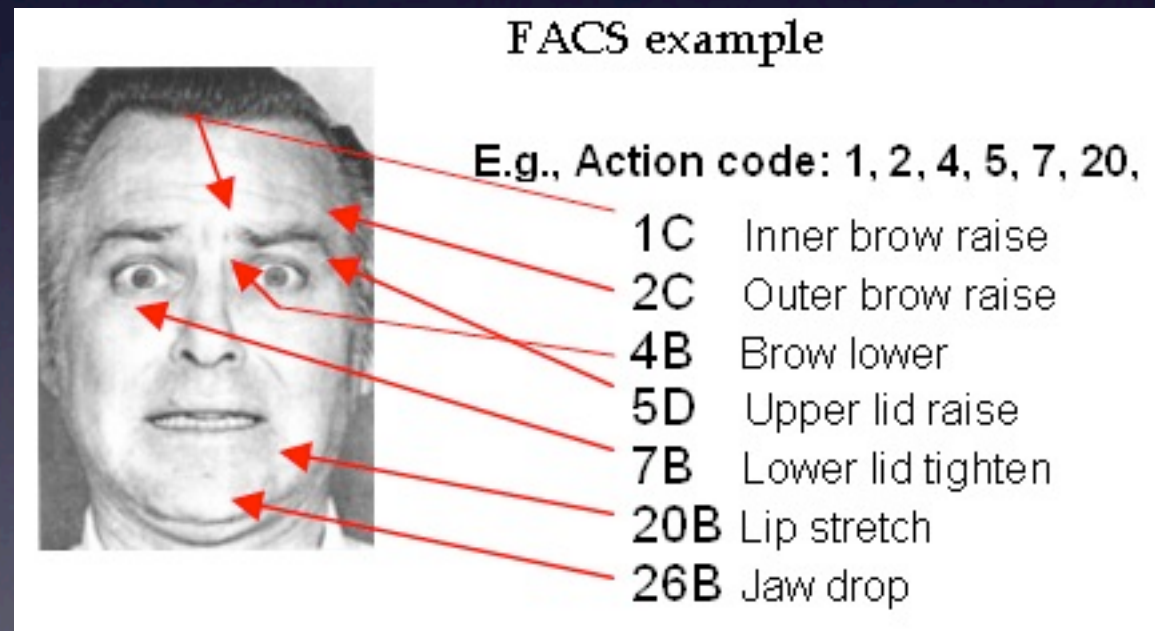 FACS example
E.g., Action code: 1, 2, 4, 5, 7, 20,
1C Inner brow raise
2C Outer brow raise
4B Brow lower
5D Upper lid raise
7B Lower lid tighten
20B Lip stretch
26B Jaw drop